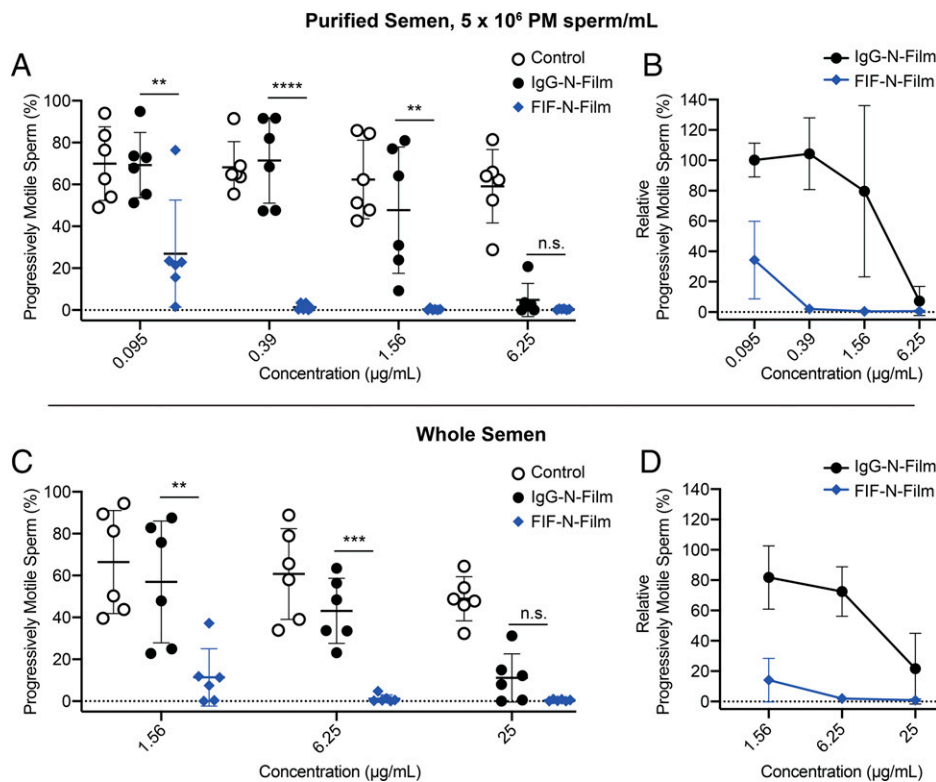 Purified Semen, 5 x 10⁶ PM sperm/mL
A
Control
IgG-N-Film
FIF-N-Film
**
****
**
n.s.
Progressively Motile Sperm (%)
100
80
60
40
20
0
0.095
0.39
1.56
6.25
Concentration (µg/mL)
B
IgG-N-Film
FIF-N-Film
Relative
Progressively Motile Sperm (%)
140
120
100
80
60
40
20
0
0.095
0.39
1.56
6.25
Concentration (µg/mL)
Whole Semen
C
Control
IgG-N-Film
FIF-N-Film
**
***
n.s.
Progressively Motile Sperm (%)
100
80
60
40
20
0
1.56
6.25
25
Concentration (µg/mL)
D
IgG-N-Film
FIF-N-Film
Relative
Progressively Motile Sperm (%)
140
120
100
80
60
40
20
0
1.56
6.25
25
Concentration (µg/mL)